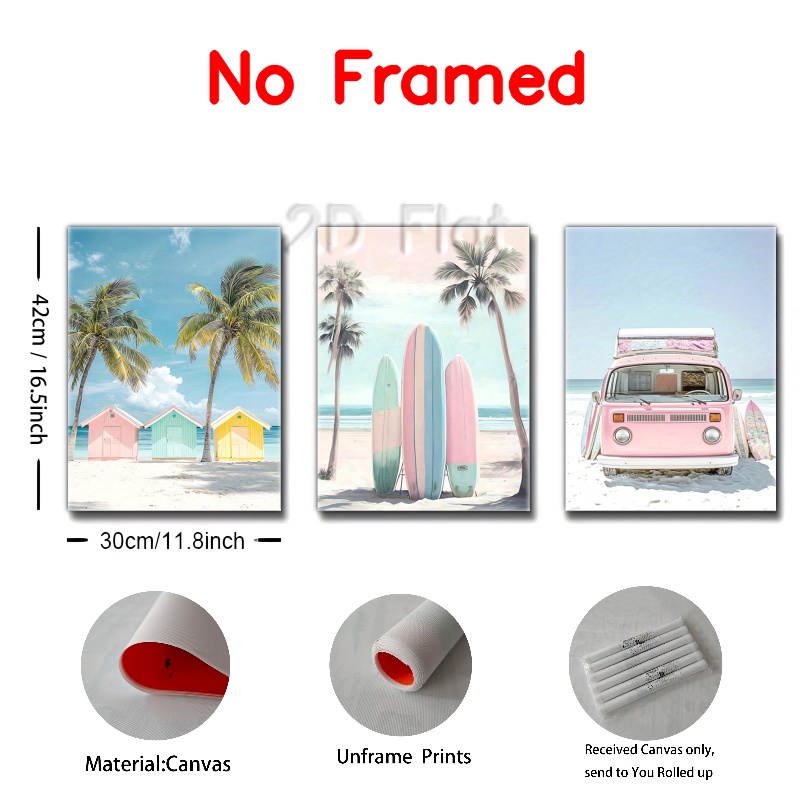 No Framed
2D Flat
42cm / 16.5inch
30cm/11.8inch
Material:Canvas
Unframe Prints
Received Canvas only,
send to You Rolled up